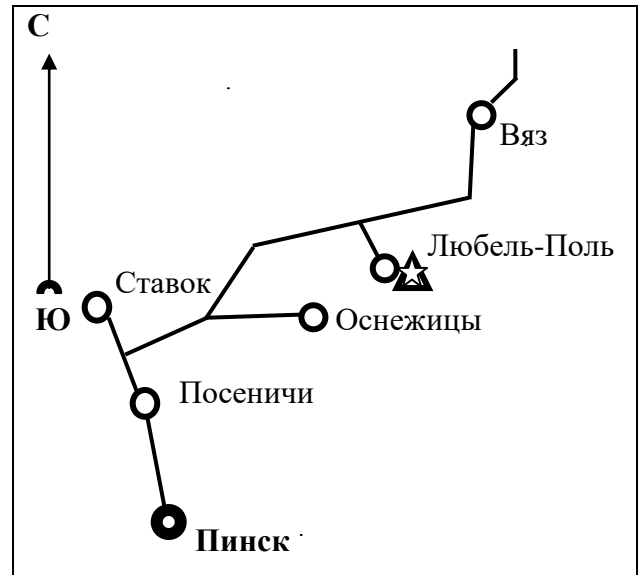 С
Вяз
Любель-Поль
Ставок
Ю
Оснежицы
Посеничи
Пинск